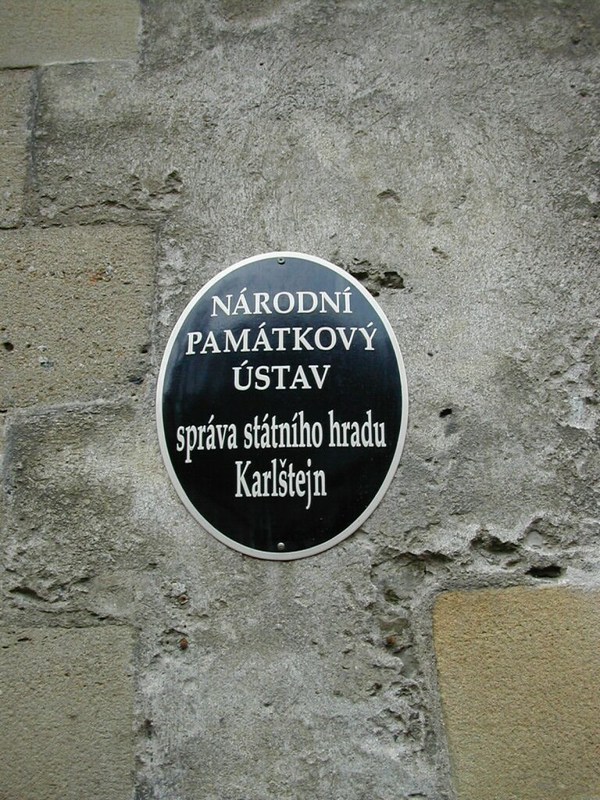 NÁRODNÍ
PAMÁTKOVÝ
ÚSTAV
správa státního hradu
Karlštejn